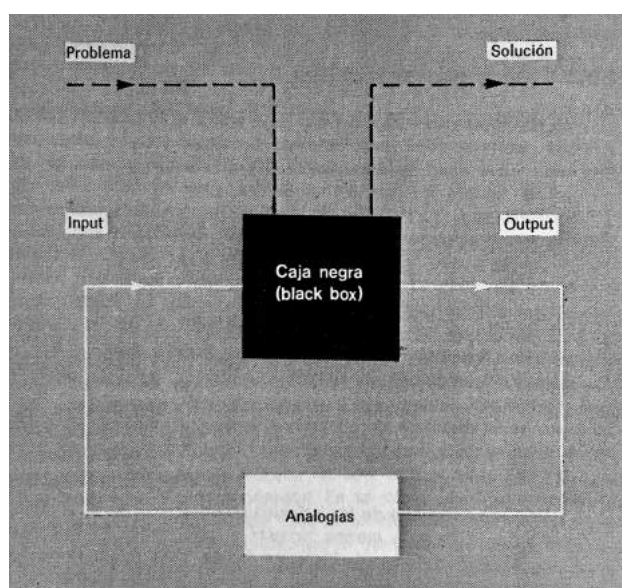 Problema
Solución
Input
Output
Caja negra
(black box)
Analogías